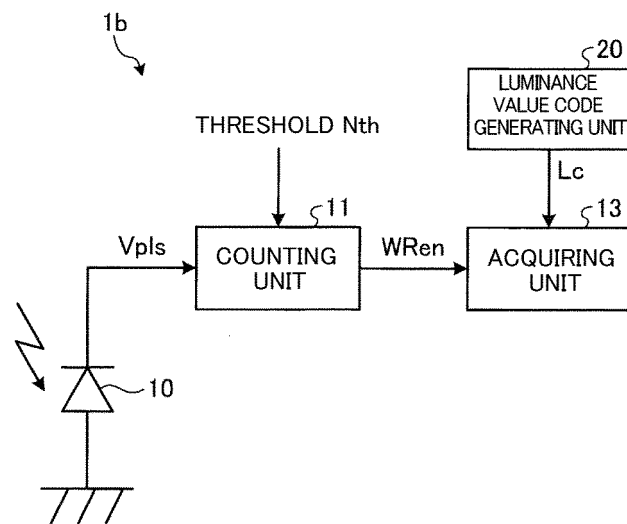 1b
20
LUMINANCE
VALUE CODE
GENERATING UNIT
THRESHOLD Nth
Lc
11
13
Vpls
COUNTING
UNIT
WRen
ACQUIRING
UNIT
10